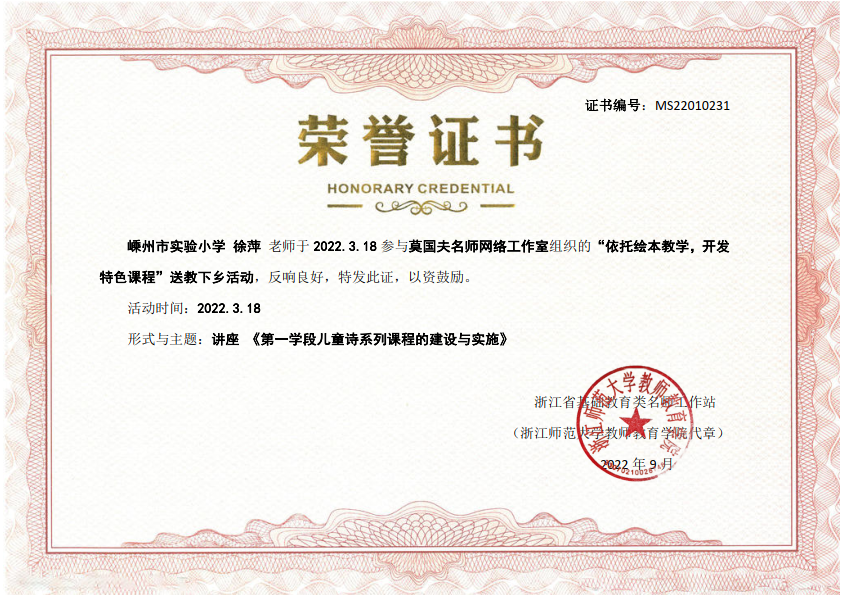 证书编号：MS22010231
荣誉证书
HONORARY CREDENTIAL
嵊州市实验小学 徐萍 老师于 2022.3.18 参与莫国夫名师网络工作室组织的“依托绘本教学，开发
特色课程”送教下乡活动，反响良好，特发此证，以资鼓励。
活动时间：2022.3.18
形式与主题：讲座 《第一学段儿童诗系列课程的建设与实施》
浙江省基础教育类名师工作站
（浙江师范大学教师教育学院代章）
2022 年 9 月
浙江师范大学教师教育学院